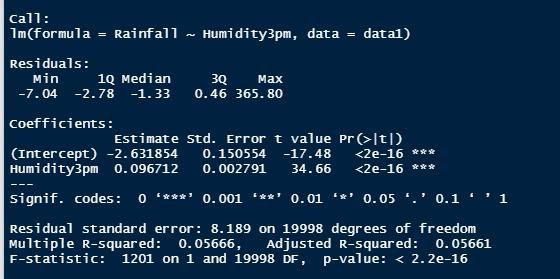 Call:
lm(formula = Rainfall ~ Humidity3pm, data = data1)
Residuals:
Min 1Q Median 3Q Max
-7.04 -2.78 -1.33 0.46 365.80
Coefficients:
Estimate Std. Error t value Pr(>|t|)
(Intercept) -2.631854 0.150554 -17.48 <2e-16 ***
Humidity3pm 0.096712 0.002791 34.66 <2e-16 ***
---
Signif. codes: 0 ‘***’ 0.001 ‘**’ 0.01 ‘*’ 0.05 ‘.’ 0.1 ‘ ’ 1
Residual standard error: 8.189 on 19998 degrees of freedom
Multiple R-squared: 0.05666, Adjusted R-squared: 0.05661
F-statistic: 1201 on 1 and 19998 DF, p-value: < 2.2e-16